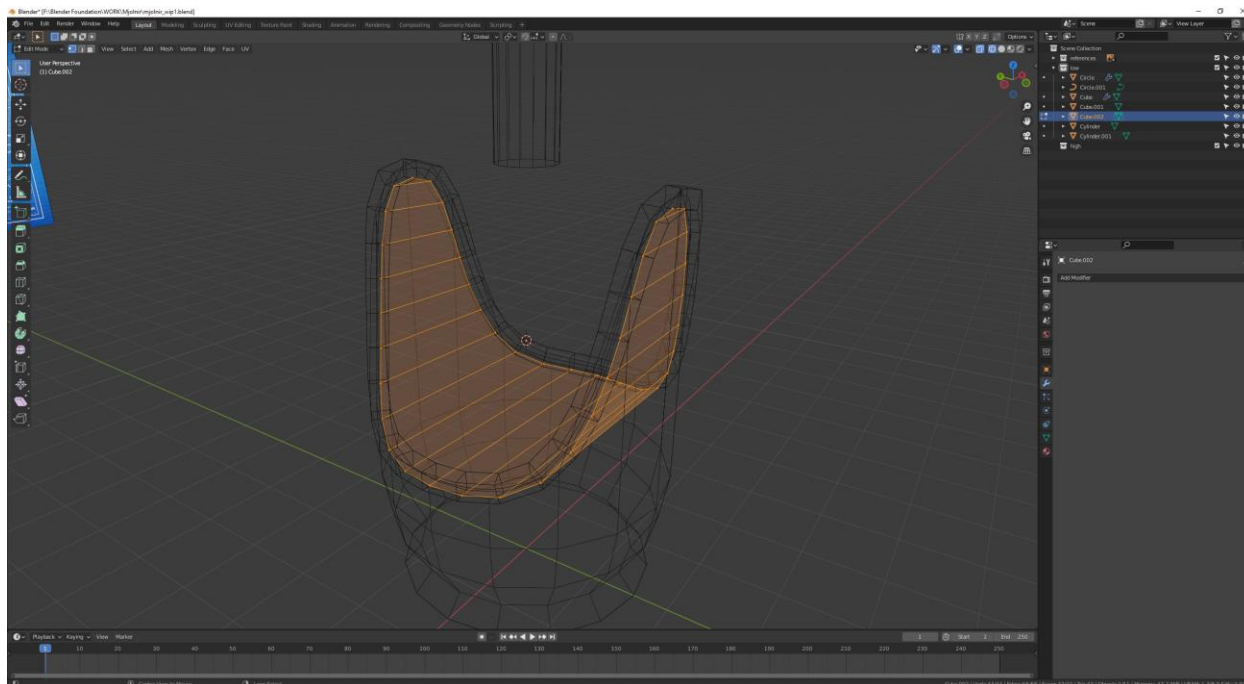 Blender* [F:\Blender Foundation\WORK\Mjolnir\mjolnir_wip1.blend]
File Edit Render Window Help Layout Modeling Sculpting UV Editing Texture Paint Shading Animation Rendering Compositing Geometry Nodes Scripting + Scene View Layer
Global Options
Edit Mode View Select Add Mesh Vertex Edge Face UV
User Perspective
(1) Cube.002
Scene Collection
references
low
Circle
Circle.001
Cube
Cube.001
Cube.002
Cylinder
Cylinder.001
high
Cube.002
Add Modifier
Playback Keying View Marker 1 Start 1 End 250
1 10 20 30 40 50 60 70 80 90 100 110 120 130 140 150 160 170 180 190 200 210 220 230 240 250